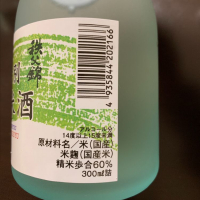 酒
4 935844 202166
アルコール分
14度以上15度未満
原材料名／米(国産)
米麹(国産米)
精米歩合60%
300ml詰